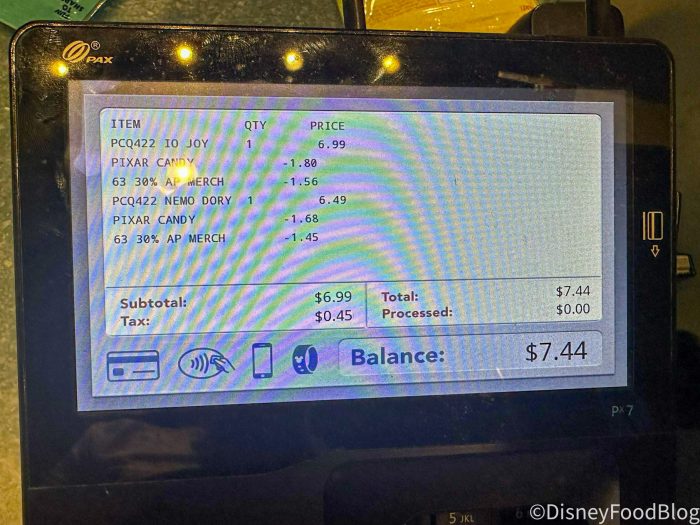 PAX®
ITEM QTY PRICE
PCQ422 IO JOY 1 6.99
PIXAR CANDY -1.80
63 30% AP MERCH -1.56
PCQ422 NEMO DORY 1 6.49
PIXAR CANDY -1.68
63 30% AP MERCH -1.45
Subtotal: $6.99 Total: $7.44
Tax: $0.45 Processed: $0.00
Balance: $7.44
Px7
5 JKL
©DisneyFoodBlog